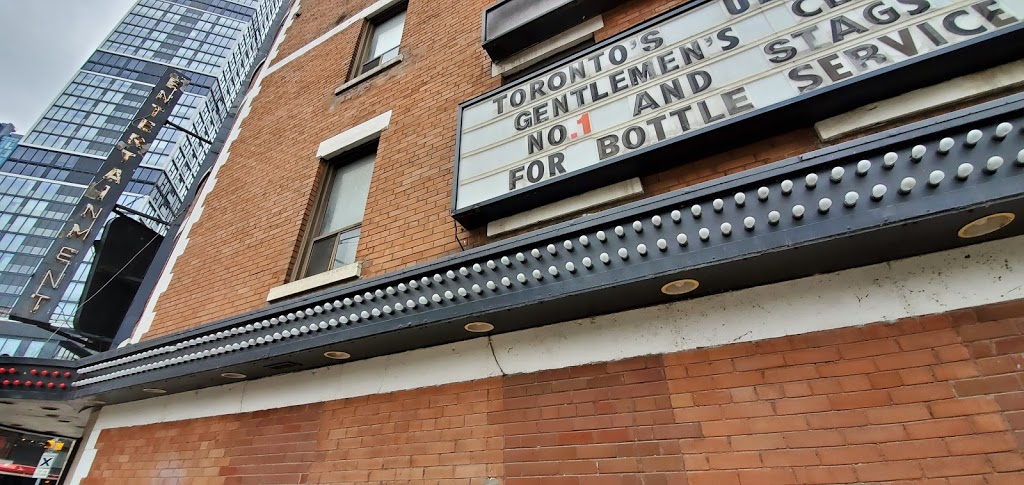 ENTERTAINMENT
TORONTO'S
GENTLEMEN'S
NO.1 AND STAGS
FOR BOTTLE SERVICE